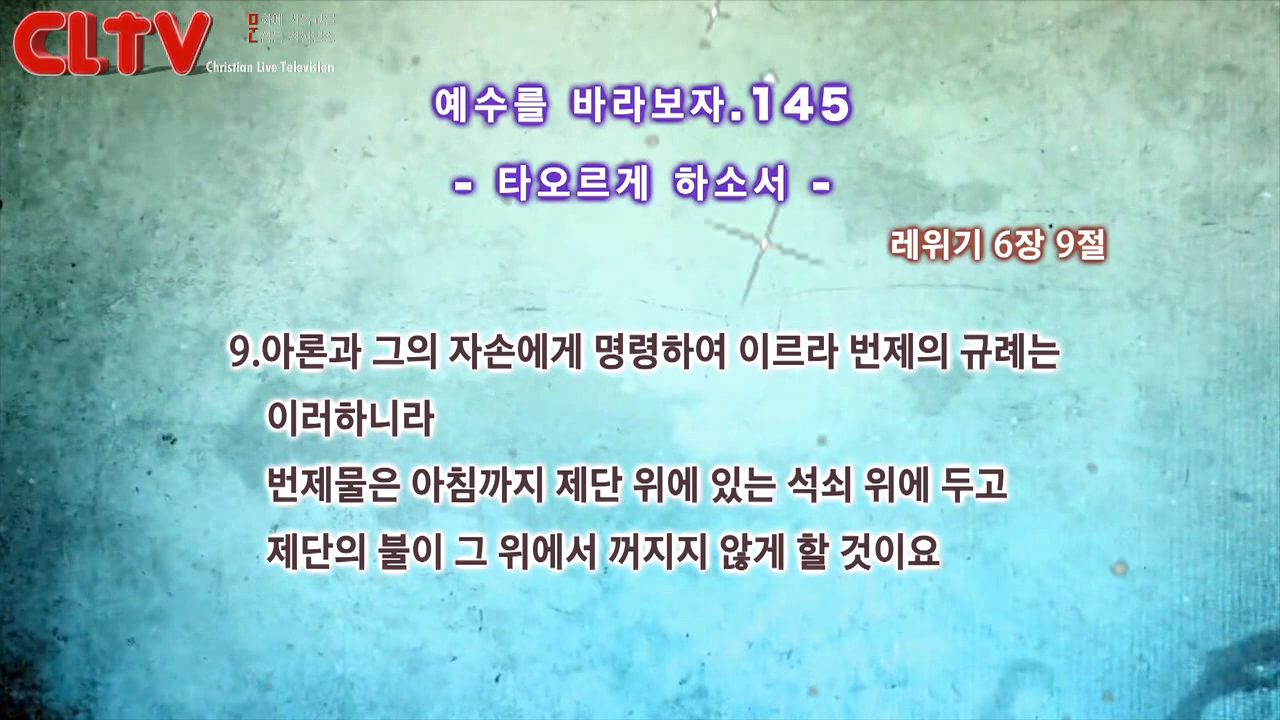 CLTV
Christian Live Television
예수를 바라보자.145
- 타오르게 하소서 -
레위기 6장 9절
9.아론과 그의 자손에게 명령하여 이르라 번제의 규례는
이러하니라
번제물은 아침까지 제단 위에 있는 석쇠 위에 두고
제단의 불이 그 위에서 꺼지지 않게 할 것이요